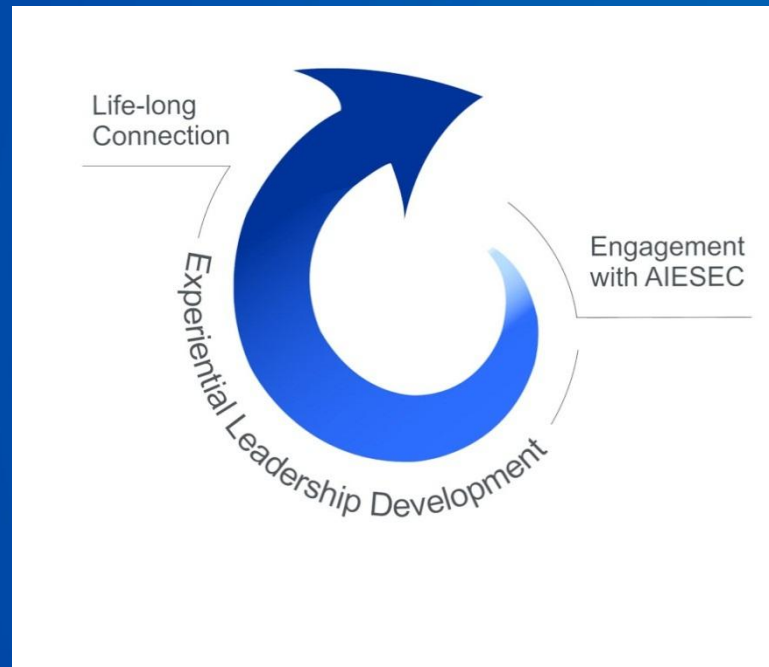 Life-long
Connection
Engagement
with AIESEC
Experiential Leadership Development